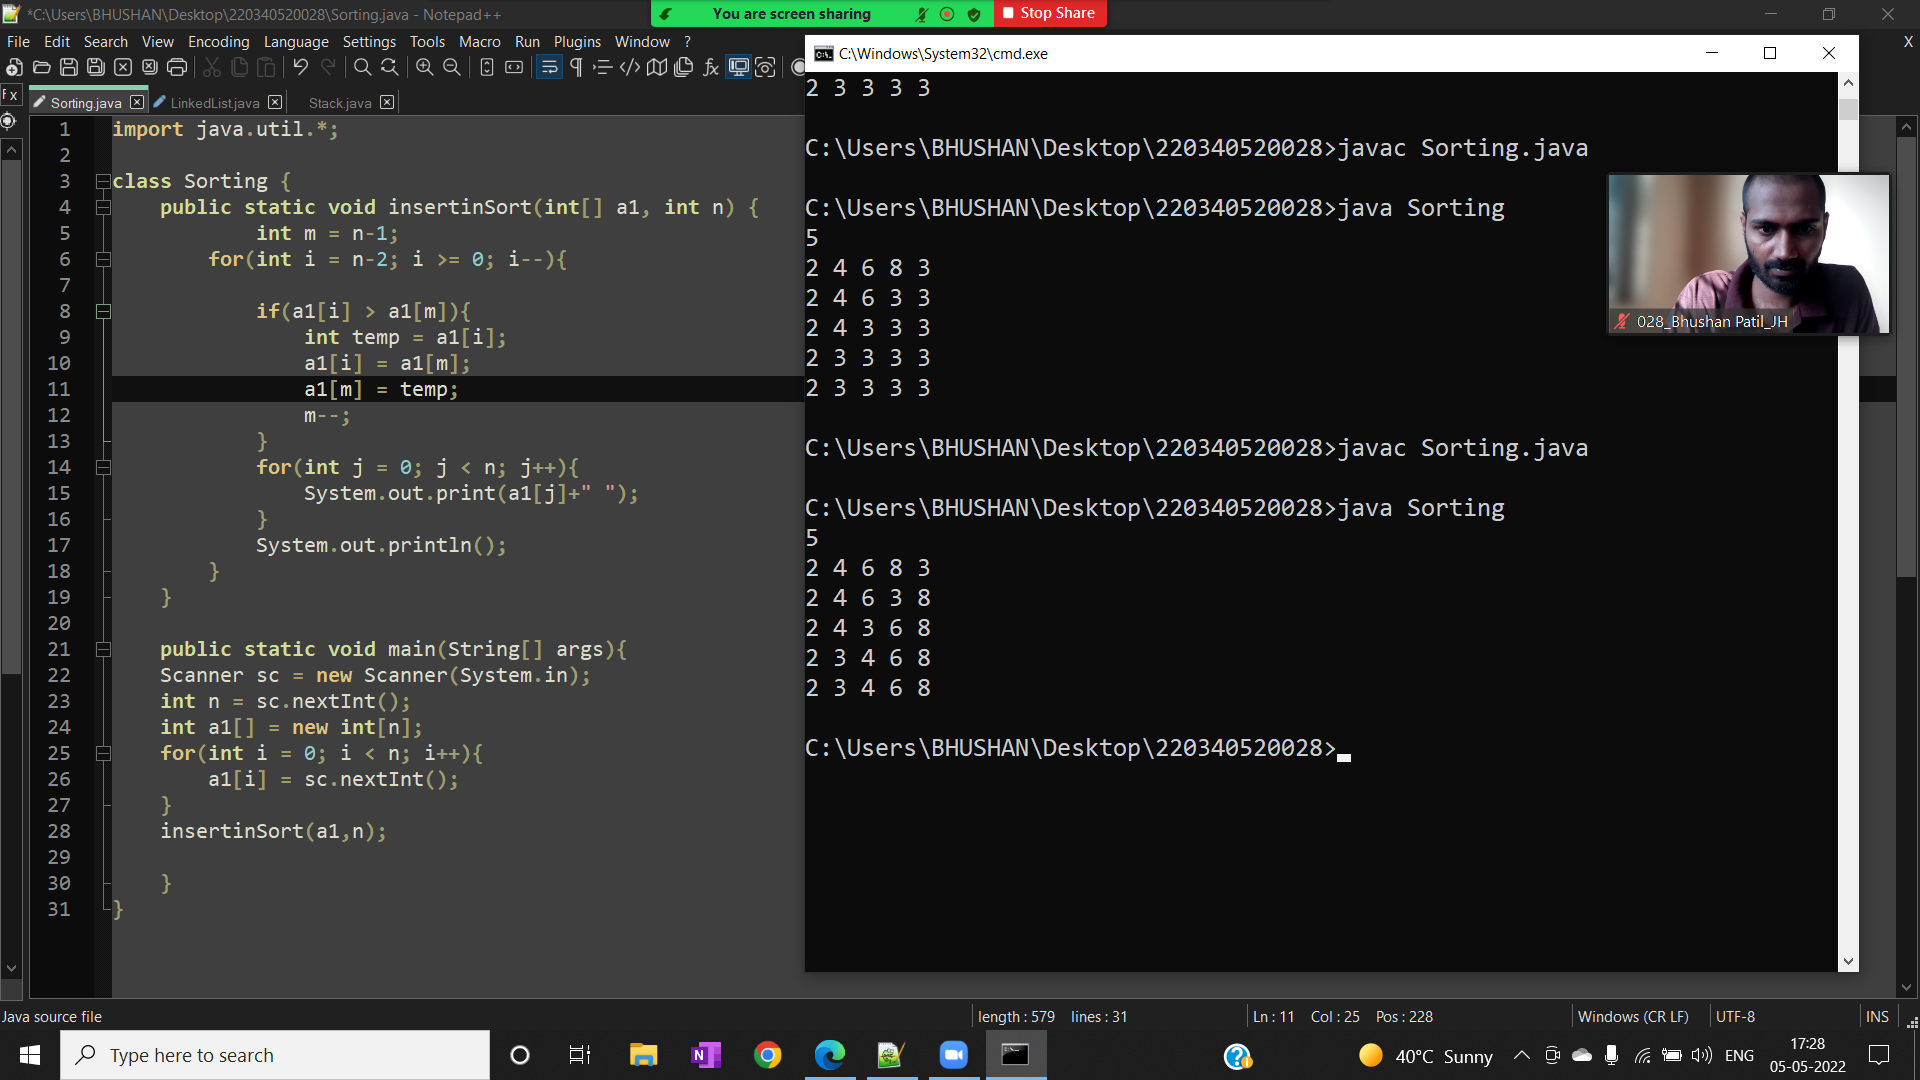 *C:\Users\BHUSHAN\Desktop\220340520028\Sorting.java - Notepad++
You are screen sharing
Stop Share
File Edit Search View Encoding Language Settings Tools Macro Run Plugins Window ?
X
Sorting.java LinkedList.java Stack.java
1 import java.util.*;
2
3 class Sorting {
4 public static void insertinSort(int[] a1, int n) {
5 int m = n-1;
6 for(int i = n-2; i >= 0; i--){
7
8 if(a1[i] > a1[m]){
9 int temp = a1[i];
10 a1[i] = a1[m];
11 a1[m] = temp;
12 m--;
13 }
14 for(int j = 0; j < n; j++){
15 System.out.print(a1[j]+" ");
16 }
17 System.out.println();
18 }
19 }
20
21 public static void main(String[] args){
22 Scanner sc = new Scanner(System.in);
23 int n = sc.nextInt();
24 int a1[] = new int[n];
25 for(int i = 0; i < n; i++){
26 a1[i] = sc.nextInt();
27 }
28 insertinSort(a1,n);
29
30 }
31 }
C:\Windows\System32\cmd.exe
2 3 3 3 3
C:\Users\BHUSHAN\Desktop\220340520028>javac Sorting.java
C:\Users\BHUSHAN\Desktop\220340520028>java Sorting
5
2 4 6 8 3
2 4 6 3 3
2 4 3 3 3
2 3 3 3 3
2 3 3 3 3
C:\Users\BHUSHAN\Desktop\220340520028>javac Sorting.java
C:\Users\BHUSHAN\Desktop\220340520028>java Sorting
5
2 4 6 8 3
2 4 6 3 8
2 4 3 6 8
2 3 4 6 8
2 3 4 6 8
C:\Users\BHUSHAN\Desktop\220340520028>
028_Bhushan Patil_JH
Java source file
length : 579 lines : 31
Ln : 11 Col : 25 Pos : 228
Windows (CR LF)
UTF-8
INS
Type here to search
40°C Sunny
ENG
17:28
05-05-2022